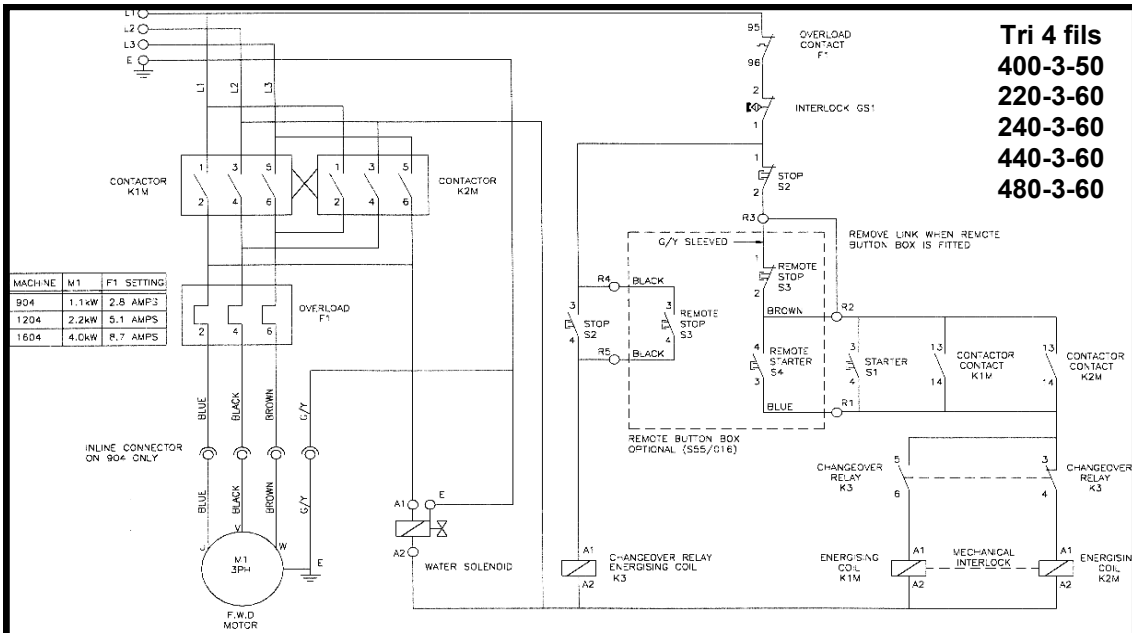 L1
L2
L3
E
L1
L2
L3
95
OVERLOAD
CONTACT
F1
96
2
INTERLOCK GS1
1
Tri 4 fils
400-3-50
220-3-60
240-3-60
440-3-60
480-3-60
CONTACTOR
K1M
1 3 5
2 4 6
1 3 5
2 4 6
CONTACTOR
K2M
1
STOP
S2
2
R3
REMOVE LINK WHEN REMOTE
BUTTON BOX IS FITTED
G/Y SLEEVED
MACHINE M1 F1 SETTING
904 1.1kW 2.8 AMPS
1204 2.2kW 5.1 AMPS
1604 4.0kW 8.7 AMPS
OVERLOAD
F1
2 4 6
R4 BLACK
3
STOP
S2
4
3
REMOTE
STOP
S3
4
R5 BLACK
1
REMOTE
STOP
S3
2
BROWN R2
4
REMOTE
STARTER
S4
3
BLUE R1
3
STARTER
S1
4
13
CONTACTOR
CONTACT
K1M
14
13
CONTACTOR
CONTACT
K2M
14
REMOTE BUTTON BOX
OPTIONAL (S55/016)
BLUE
BLACK
BROWN
G/Y
INLINE CONNECTOR
ON 904 ONLY
BLUE
BLACK
BROWN
G/Y
CHANGEOVER
RELAY
K3
5
6
3
4
CHANGEOVER
RELAY
K3
A1 E
A2
WATER SOLENOID
V
W
M1
3PH
E
F.W.D
MOTOR
A1
A2
CHANGEOVER RELAY
ENERGISING COIL
K3
ENERGISING
COIL
K1M
A1
A2
MECHANICAL
INTERLOCK
A1
A2
COIL
K2M